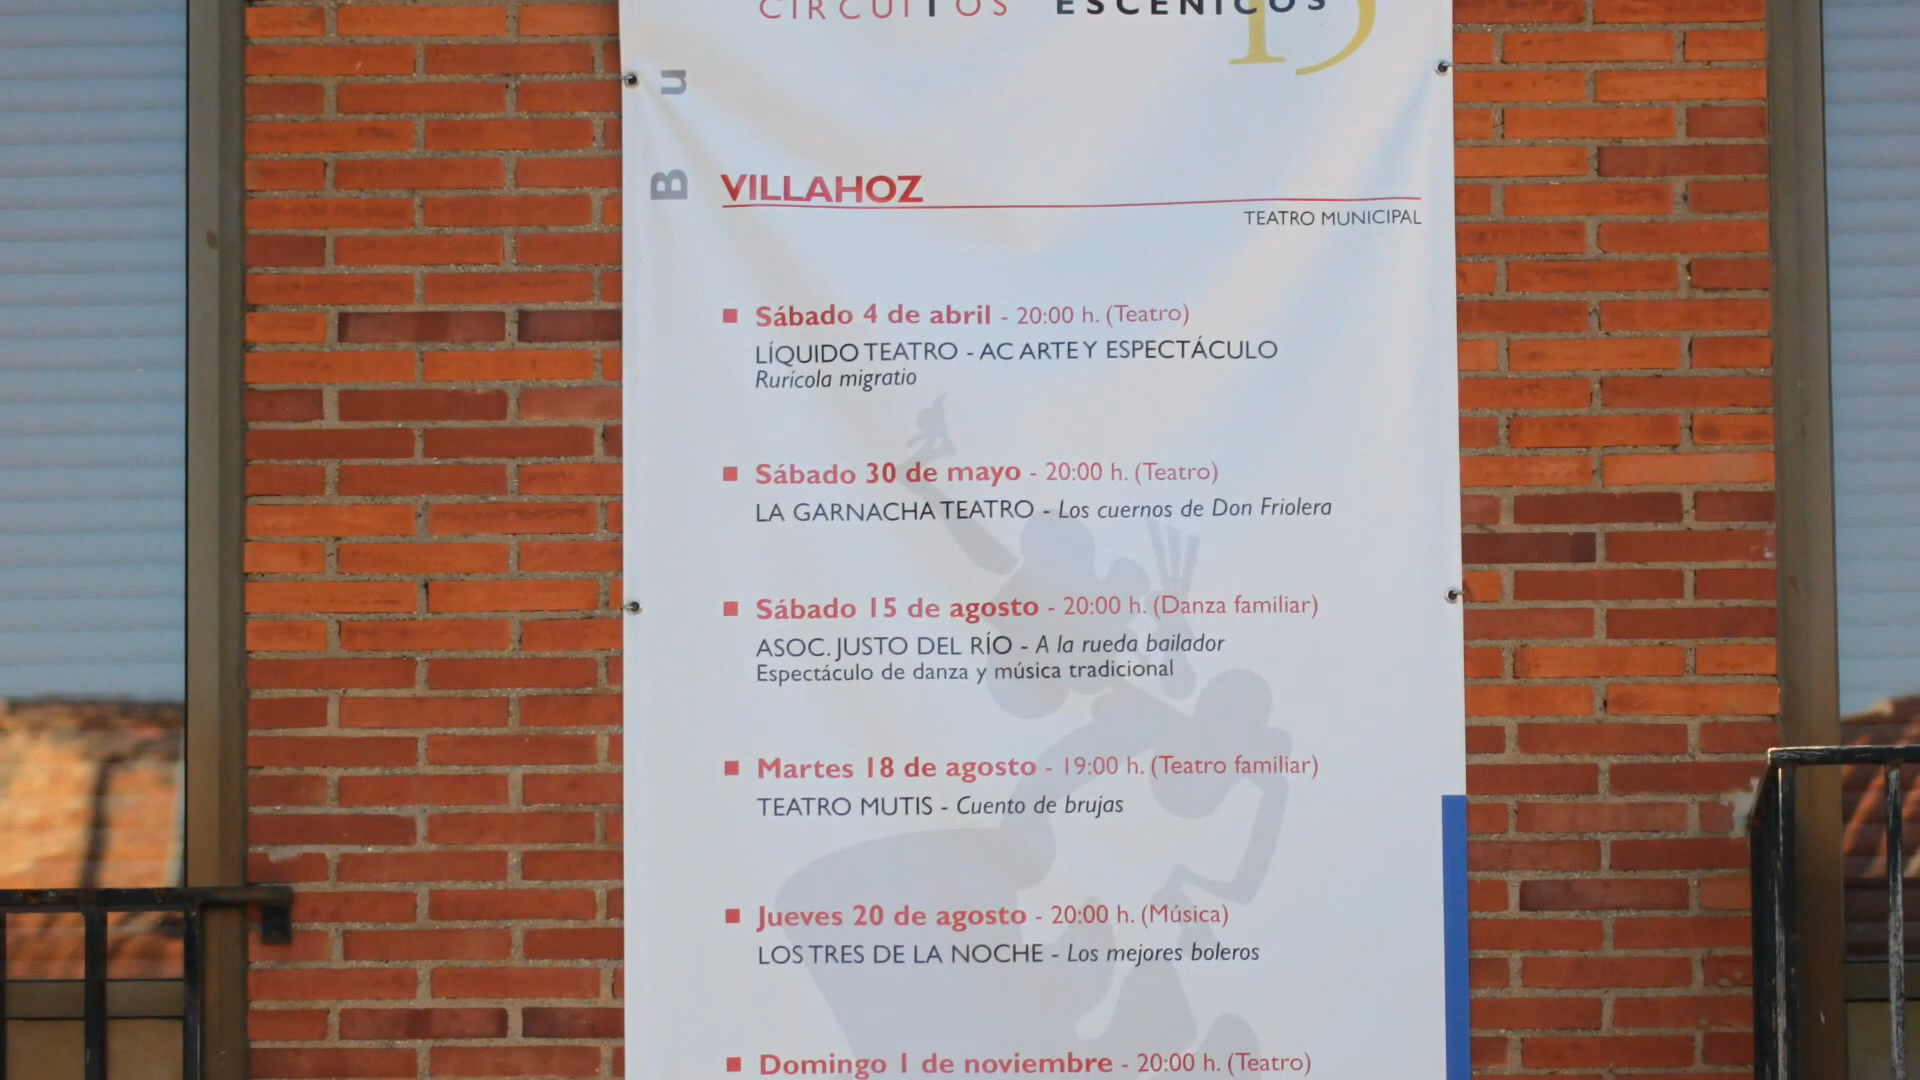 CIRCUITOS ESCÉNICOS
15
Bu
VILLAHOZ
TEATRO MUNICIPAL
Sábado 4 de abril - 20:00 h. (Teatro)
LÍQUIDO TEATRO - AC ARTE Y ESPECTÁCULO
Rurícola migratio
Sábado 30 de mayo - 20:00 h. (Teatro)
LA GARNACHA TEATRO - Los cuernos de Don Friolera
Sábado 15 de agosto - 20:00 h. (Danza familiar)
ASOC. JUSTO DEL RÍO - A la rueda bailador
Espectáculo de danza y música tradicional
Martes 18 de agosto - 19:00 h. (Teatro familiar)
TEATRO MUTIS - Cuento de brujas
Jueves 20 de agosto - 20:00 h. (Música)
LOS TRES DE LA NOCHE - Los mejores boleros
Domingo 1 de noviembre - 20:00 h. (Teatro)